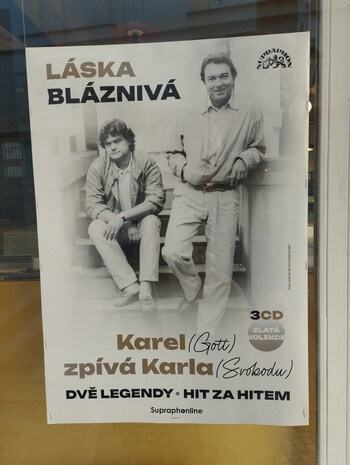 LÁSKA
BLÁZNIVÁ
SUPRAPHON
3CD
ZLATÁ
KOLEKCE
Karel (Gott)
zpívá Karla (Svobodu)
DVĚ LEGENDY • HIT ZA HITEM
Supraphonline